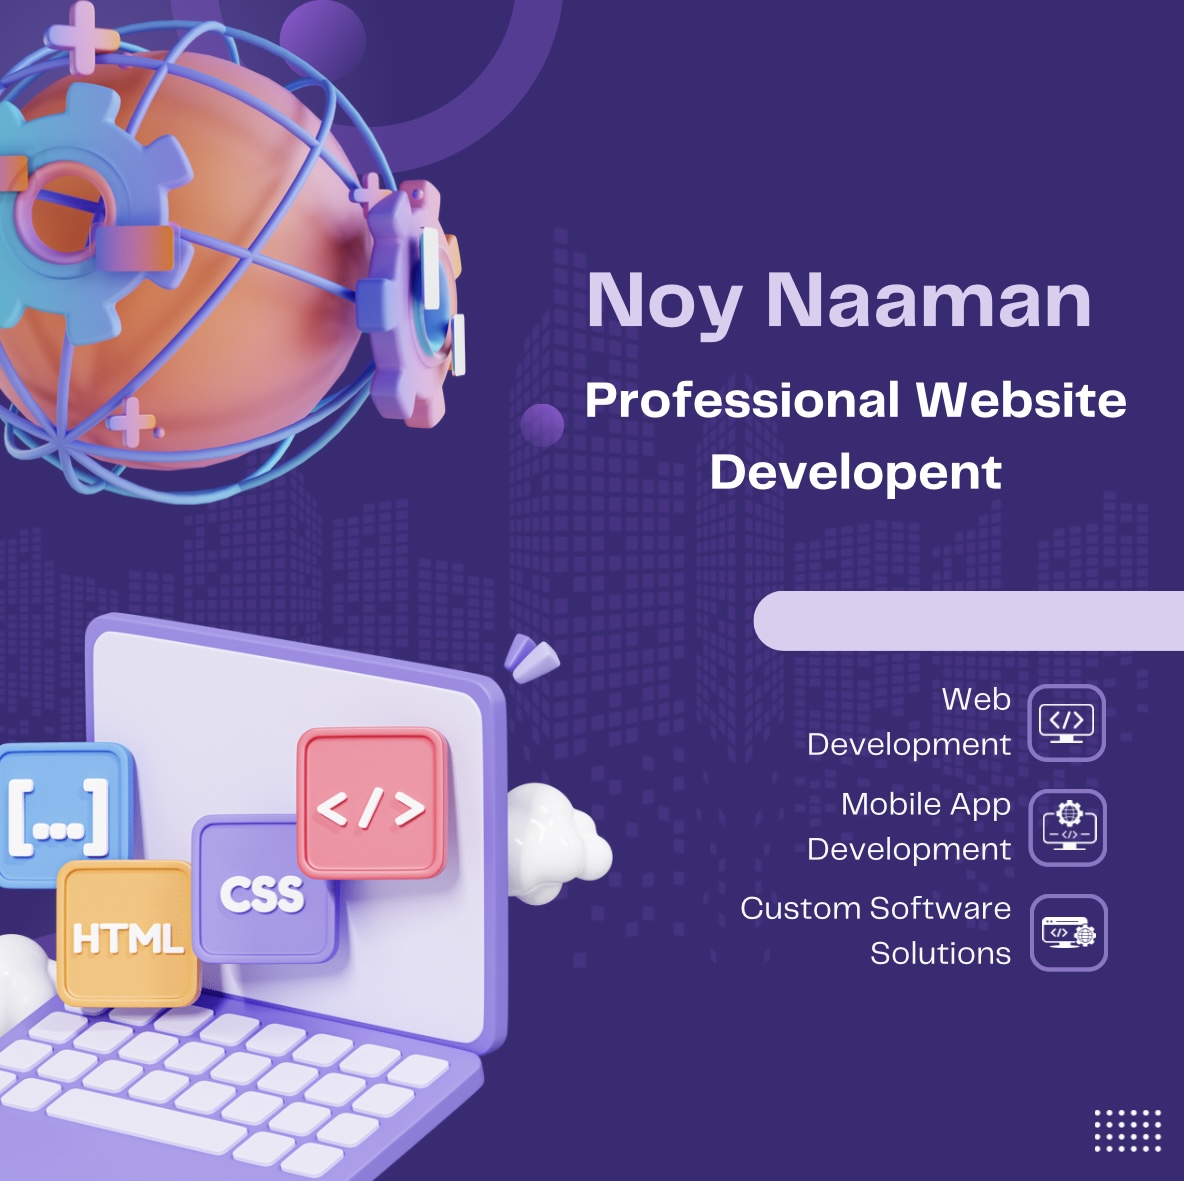 Noy Naaman
Professional Website
Developent
Web
Development
Mobile App
Development
Custom Software
Solutions
[...]
</>
CSS
HTML